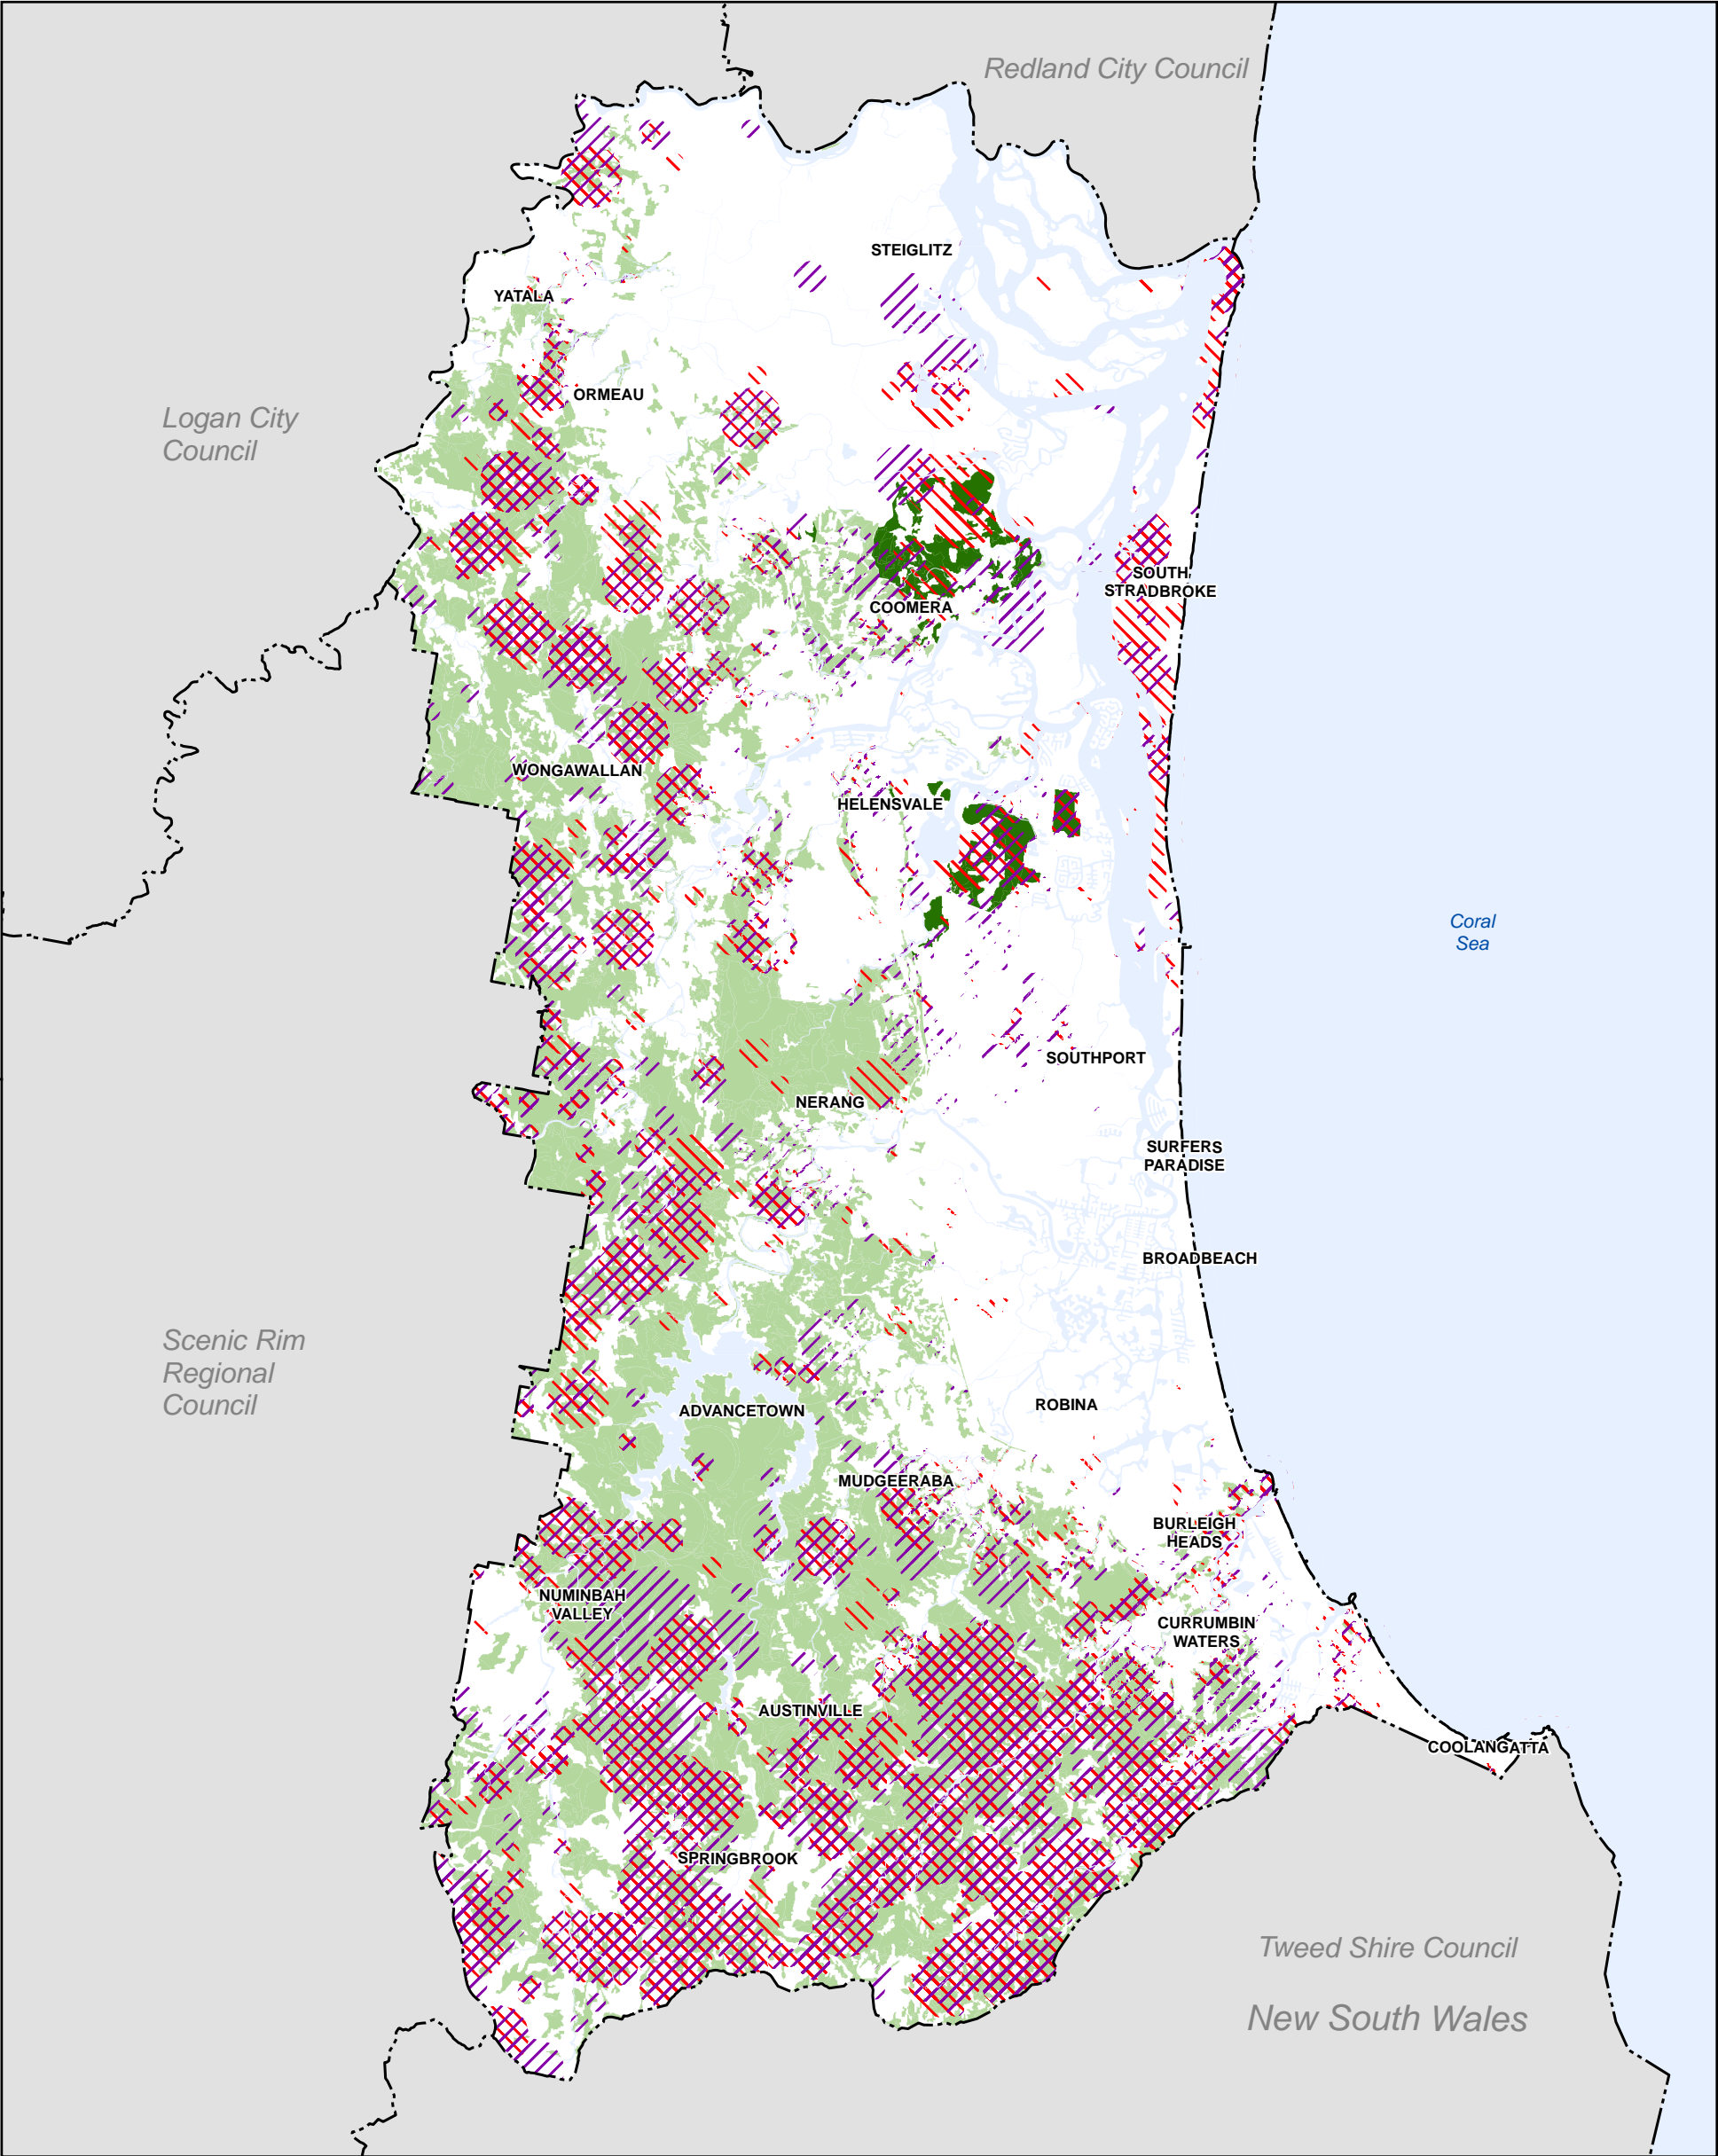 Redland City Council
STEIGLITZ
YATALA
ORMEAU
Logan City
Council
SOUTH
STRADBROKE
COOMERA
WONGAWALLAN
HELENSVALE
Coral
Sea
SOUTHPORT
NERANG
SURFERS
PARADISE
BROADBEACH
Scenic Rim
Regional
Council
ROBINA
ADVANCETOWN
MUDGEERABA
BURLEIGH
HEADS
NUMINBAH
VALLEY
CURRUMBIN
WATERS
AUSTINVILLE
COOLANGATTA
SPRINGBROOK
Tweed Shire Council
New South Wales